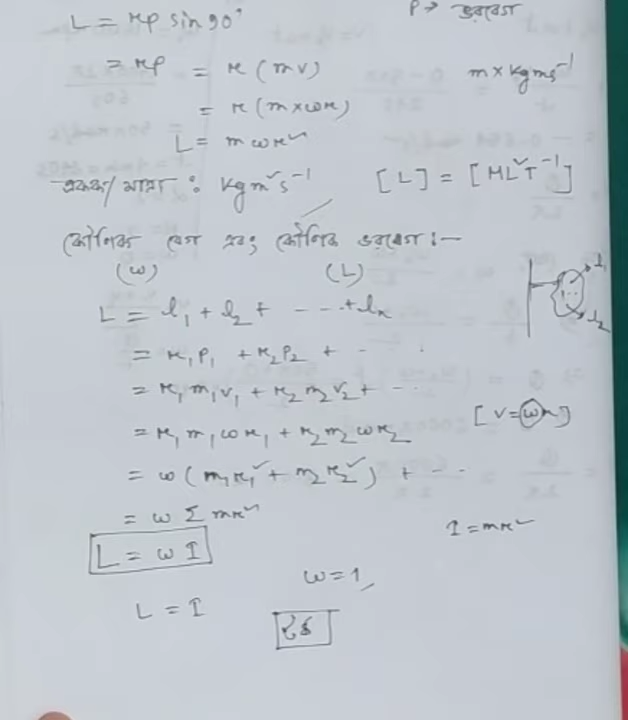 L = rp sin 90°
P → ভরবেগ
= rp = r (mv)
m × kgms⁻¹
= r (m×ωr)
L = mωr²
একক/মাত্রা : kgm²s⁻¹ [L] = [ML²T⁻¹]
কৌণিক বেগ এবং কৌণিক ভরবেগ :—
(ω) (L)
L = l₁ + l₂ + - - - + lₙ
= r₁p₁ + r₂p₂ + - .
= r₁m₁v₁ + r₂m₂v₂ + - -
[v=ωr]
= r₁m₁ωr₁ + r₂m₂ωr₂
= ω (m₁r₁² + m₂r₂²) + - -
= ω Σ mr²
I = mr²
L = ω I
ω = 1
L = I